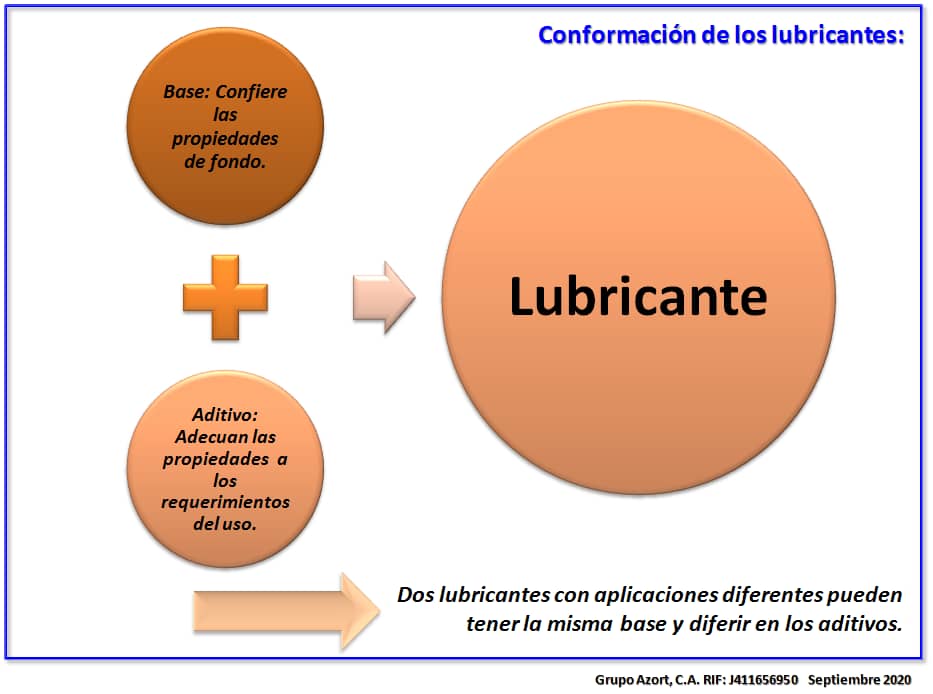 Conformación de los lubricantes:
Base: Confiere
las
propiedades
de fondo.
Lubricante
Aditivo:
Adecuan las
propiedades a
los
requerimientos
del uso.
Dos lubricantes con aplicaciones diferentes pueden
tener la misma base y diferir en los aditivos.
Grupo Azort, C.A. RIF: J411656950 Septiembre 2020